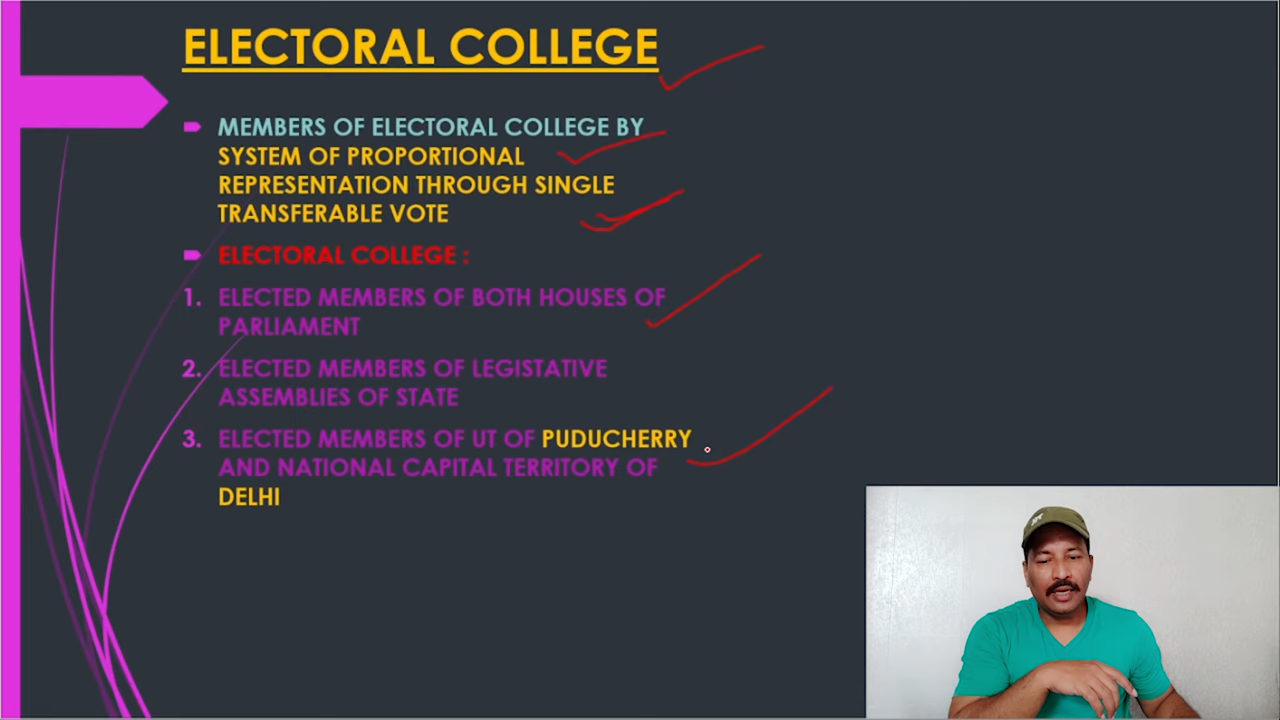 ELECTORAL COLLEGE
MEMBERS OF ELECTORAL COLLEGE BY
SYSTEM OF PROPORTIONAL
REPRESENTATION THROUGH SINGLE
TRANSFERABLE VOTE
ELECTORAL COLLEGE :
1. ELECTED MEMBERS OF BOTH HOUSES OF
PARLIAMENT
2. ELECTED MEMBERS OF LEGISTATIVE
ASSEMBLIES OF STATE
3. ELECTED MEMBERS OF UT OF PUDUCHERRY
AND NATIONAL CAPITAL TERRITORY OF
DELHI